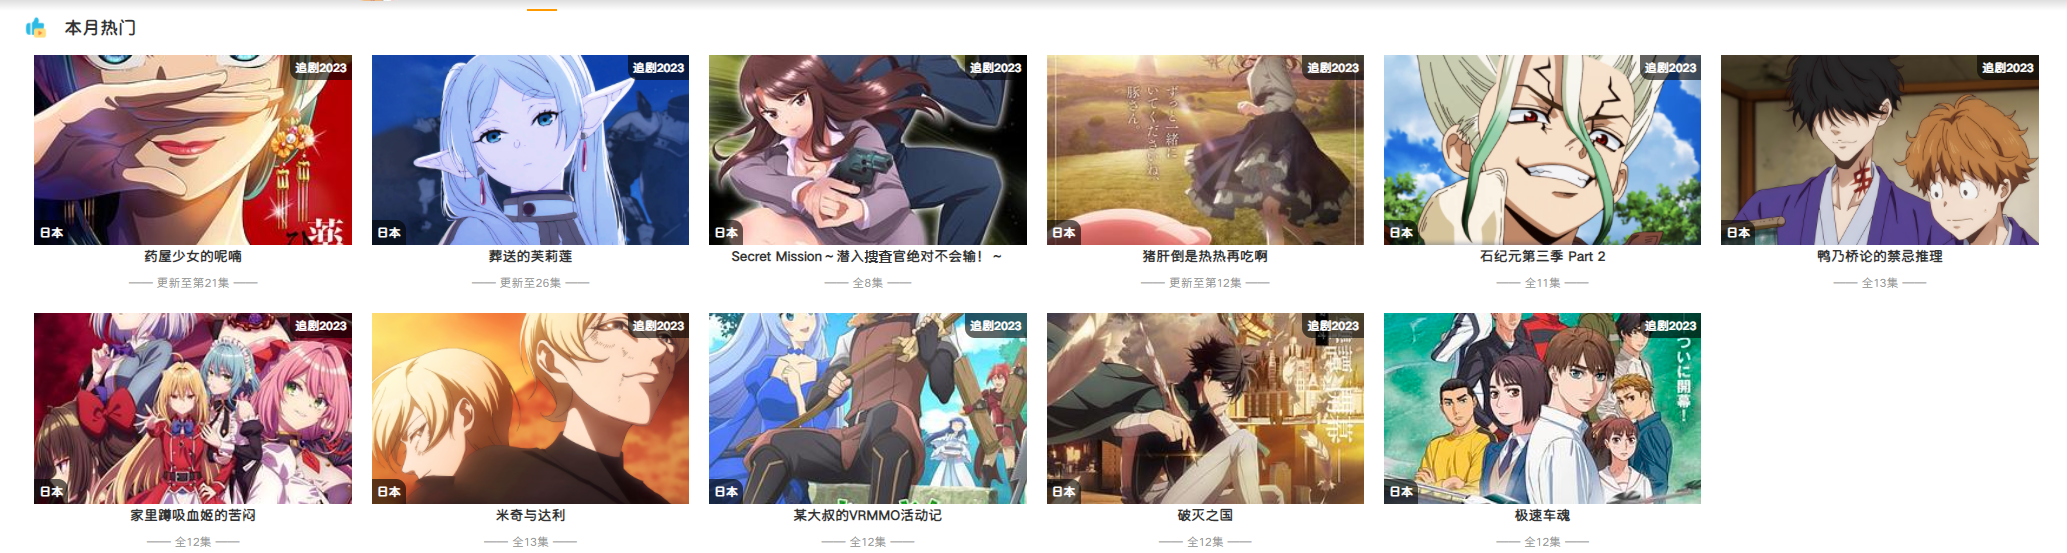 本月热门
追剧2023
追剧2023
追剧2023
追剧2023
追剧2023
追剧2023
ずっと一緒に
いてくださいね、
豚さん。
薬
日本
日本
日本
日本
日本
日本
药屋少女的呢喃
葬送的芙莉莲
Secret Mission～潜入搜查官绝对不会输！～
猪肝倒是热热再吃啊
石纪元第三季 Part 2
鸭乃桥论的禁忌推理
更新至第21集
更新至26集
全8集
更新至第12集
全11集
全13集
追剧2023
追剧2023
追剧2023
追剧2023
追剧2023
ついに開幕！
日本
日本
日本
日本
日本
家里蹲吸血姬的苦闷
米奇与达利
某大叔的VRMMO活动记
破灭之国
极速车魂
全12集
全13集
全12集
全12集
全12集